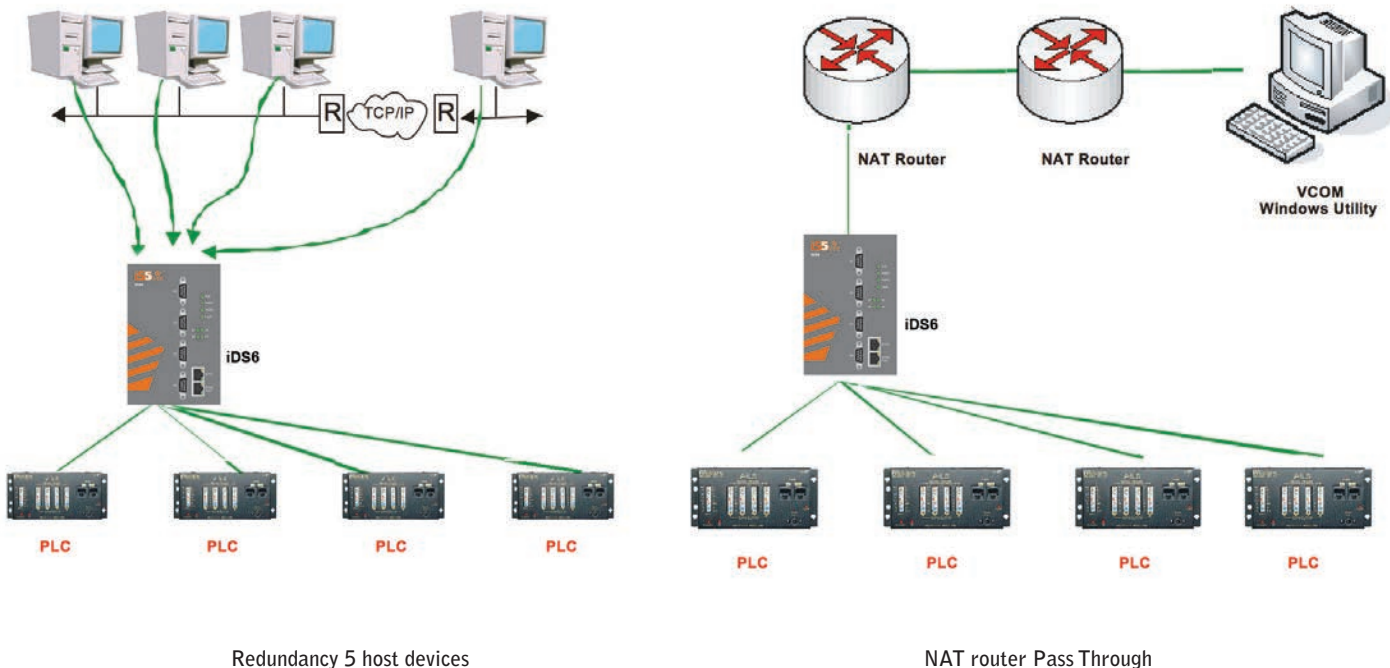 R
TCP/IP
R
iDS6
PLC
PLC
PLC
PLC
Redundancy 5 host devices
NAT Router
NAT Router
VCOM
Windows Utility
iDS6
PLC
PLC
PLC
PLC
NAT router Pass Through